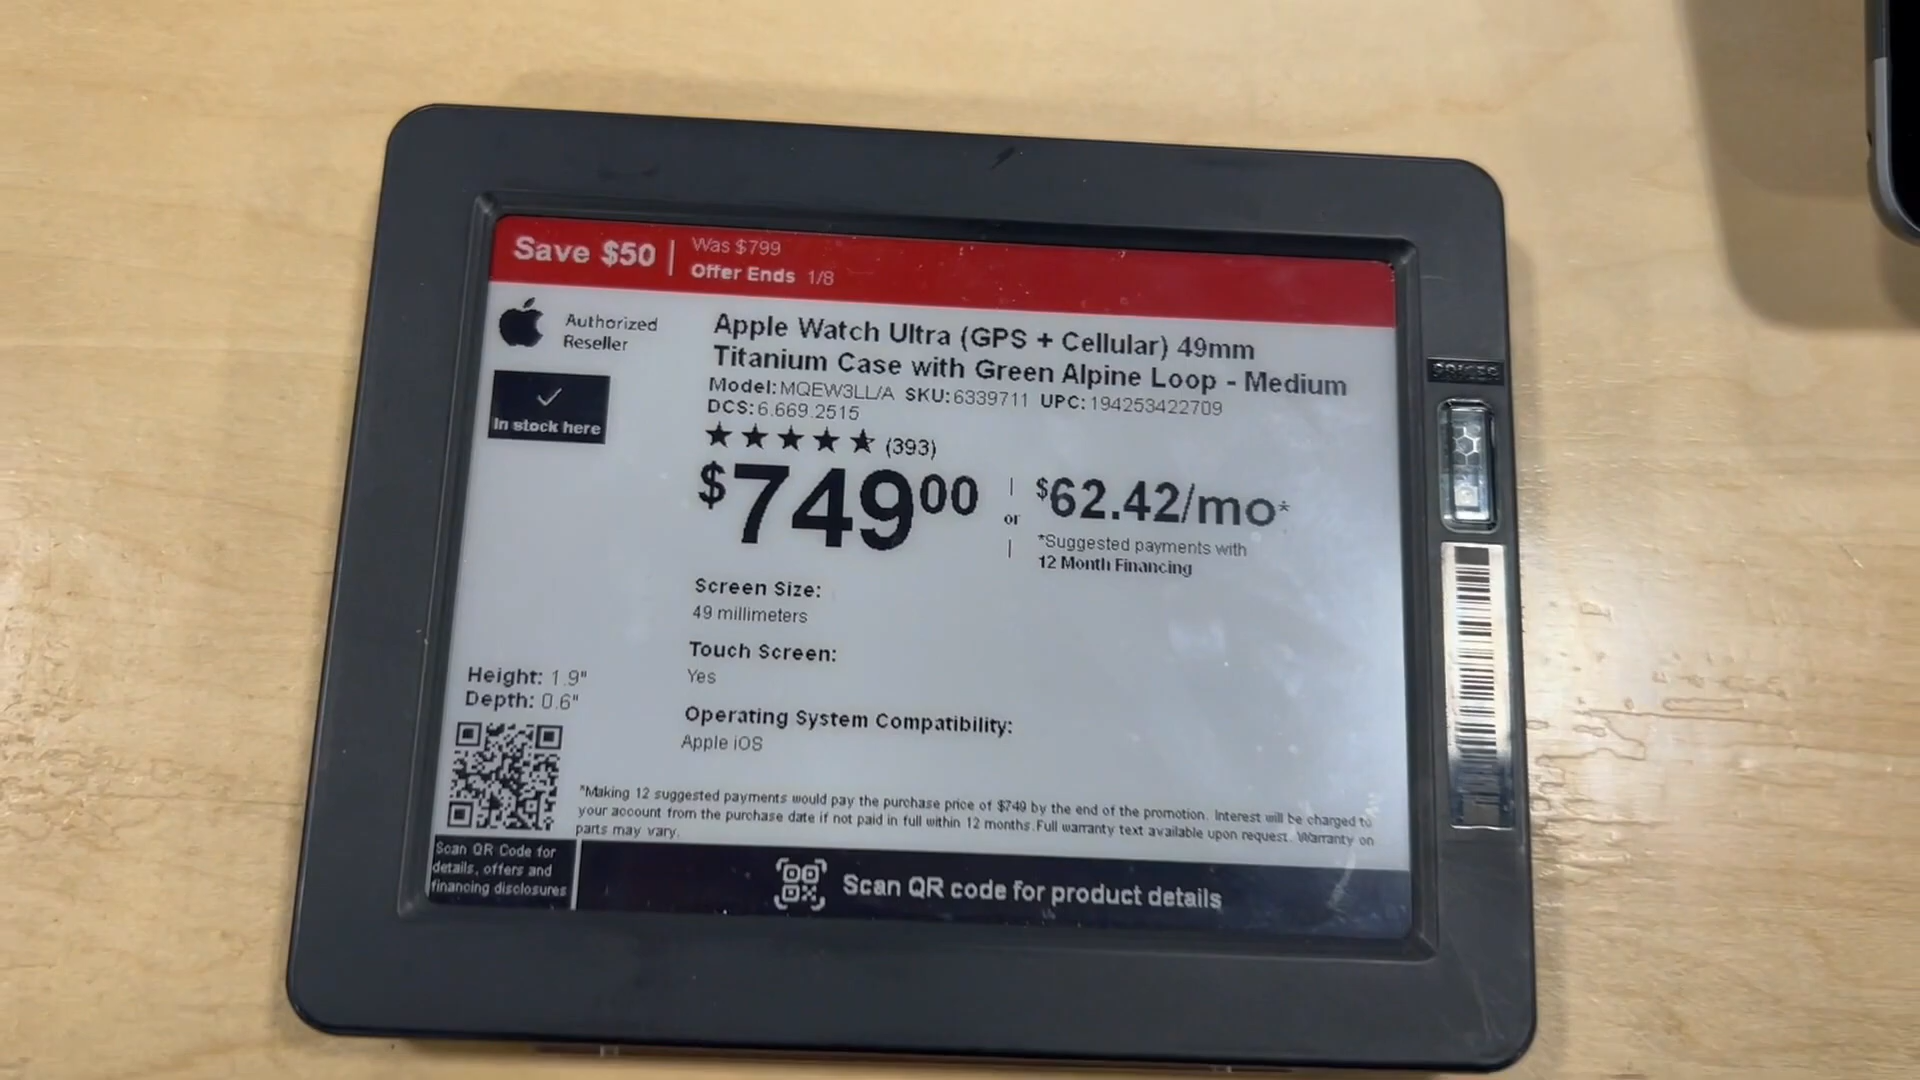 Save $50
Was $799
Offer Ends 1/8
Authorized
Reseller
In stock here
Apple Watch Ultra (GPS + Cellular) 49mm
Titanium Case with Green Alpine Loop - Medium
Model: MQEW3LL/A SKU: 6339711 UPC: 194253422709
DCS: 6.669.2515
(393)
$74900
or
$62.42/mo*
*Suggested payments with
12 Month Financing
Screen Size:
49 millimeters
Touch Screen:
Yes
Operating System Compatibility:
Apple iOS
Height: 1.9"
Depth: 0.6"
*Making 12 suggested payments would pay the purchase price of $749 by the end of the promotion. Interest will be charged to
your account from the purchase date if not paid in full within 12 months. Full warranty text available upon request. Warranty on
parts may vary.
Scan QR Code for
details, offers and
financing disclosures
Scan QR code for product details
PRICER